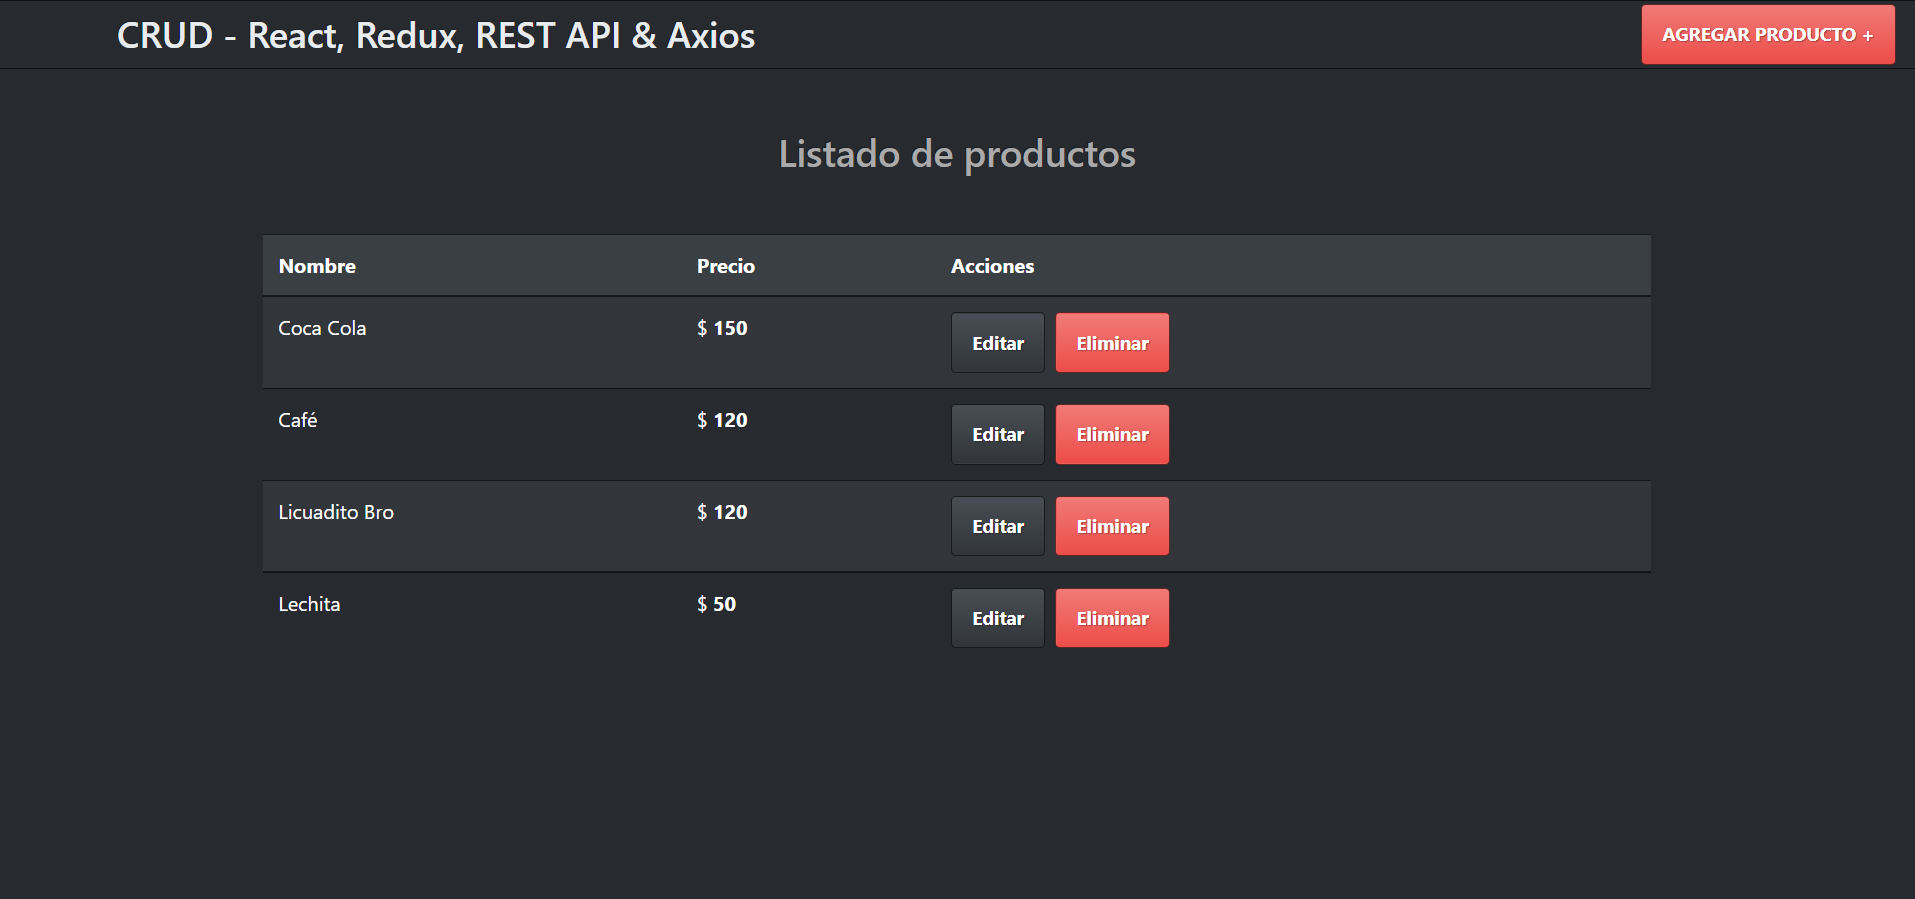 CRUD - React, Redux, REST API & Axios AGREGAR PRODUCTO +
Listado de productos
Nombre Precio Acciones
Coca Cola $ 150 Editar Eliminar
Café $ 120 Editar Eliminar
Licuadito Bro $ 120 Editar Eliminar
Lechita $ 50 Editar Eliminar